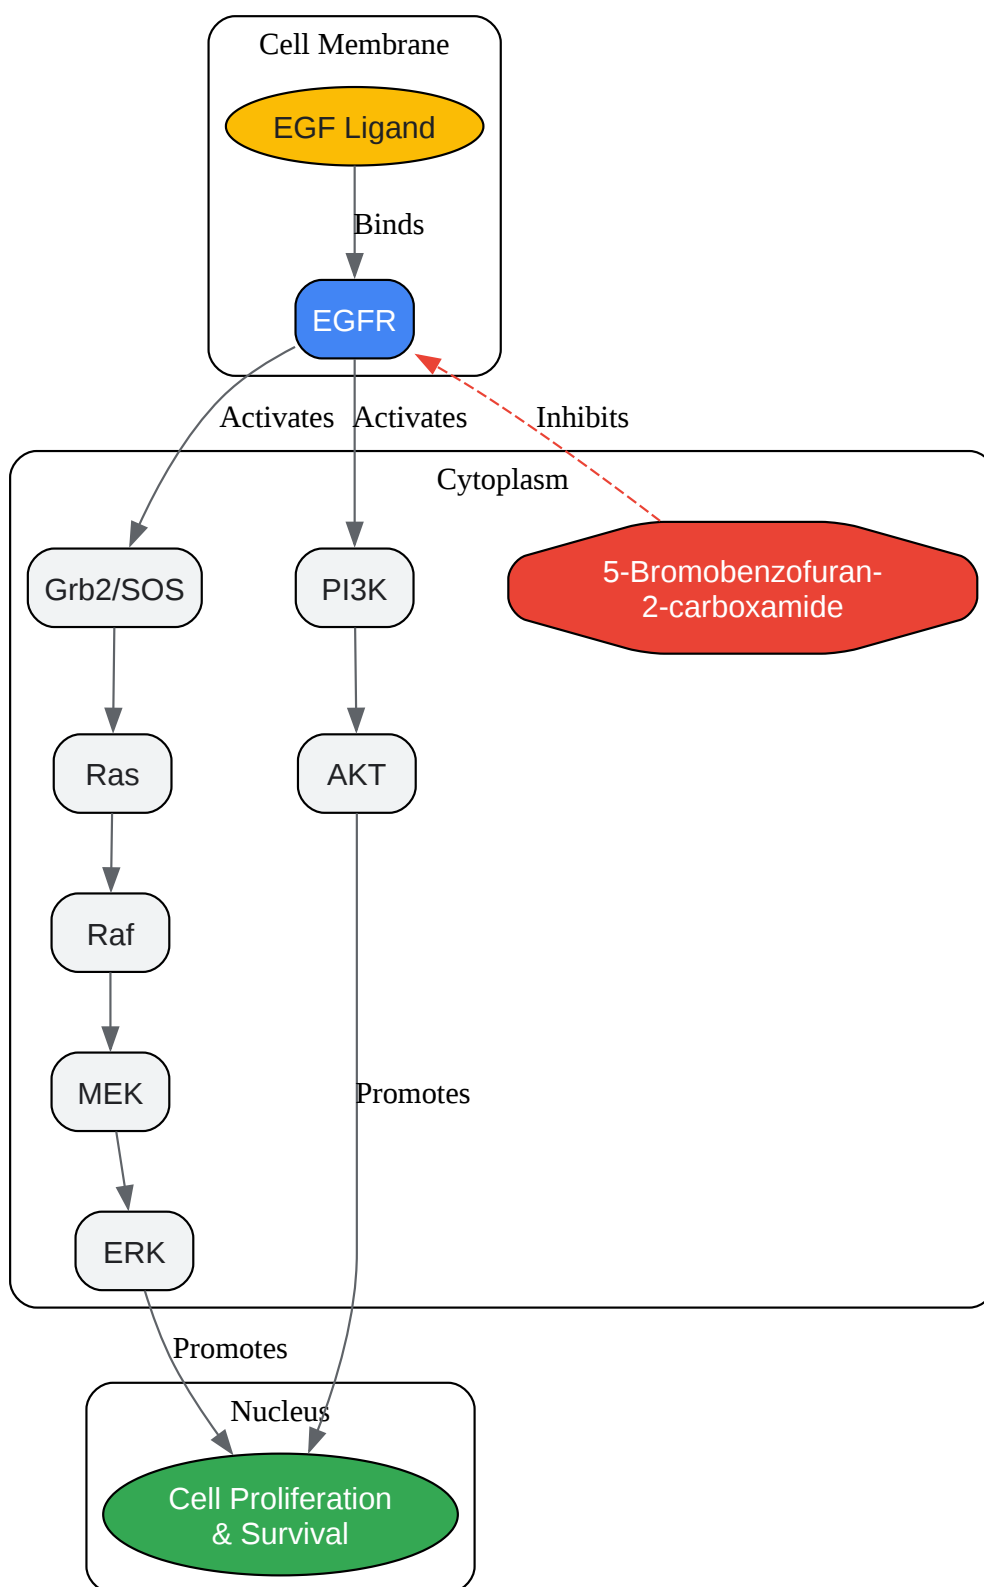 Cell Membrane
EGF Ligand
Binds
EGFR
Activates
Activates
Inhibits
Cytoplasm
Grb2/SOS
PI3K
5-Bromobenzofuran-
2-carboxamide
Ras
AKT
Raf
MEK
Promotes
ERK
Promotes
Nucleus
Cell Proliferation
& Survival